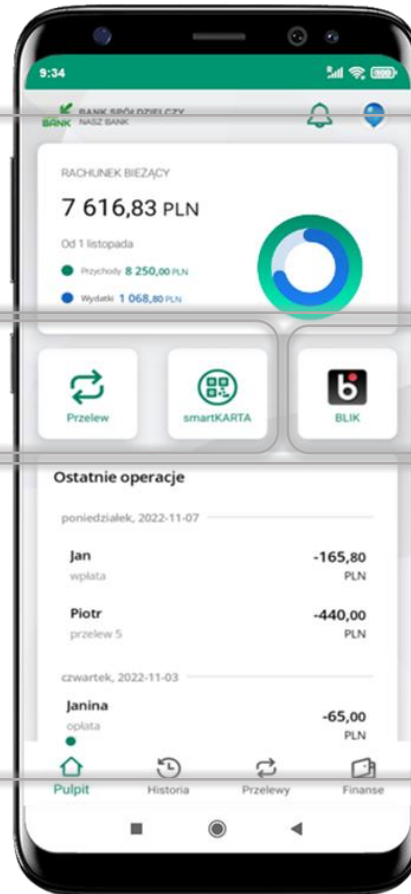 9:34
BANK SPÓŁDZIELCZY
BANK NASZ BANK
RACHUNEK BIEŻĄCY
7 616,83 PLN
Od 1 listopada
Przychody 8 250,00 PLN
Wydatki 1 068,80 PLN
Przelew smartKARTA BLIK
Ostatnie operacje
poniedziałek, 2022-11-07
Jan -165,80
wpłata PLN
Piotr -440,00
przelew 5 PLN
czwartek, 2022-11-03
Janina -65,00
opłata PLN
Pulpit Historia Przelewy Finanse